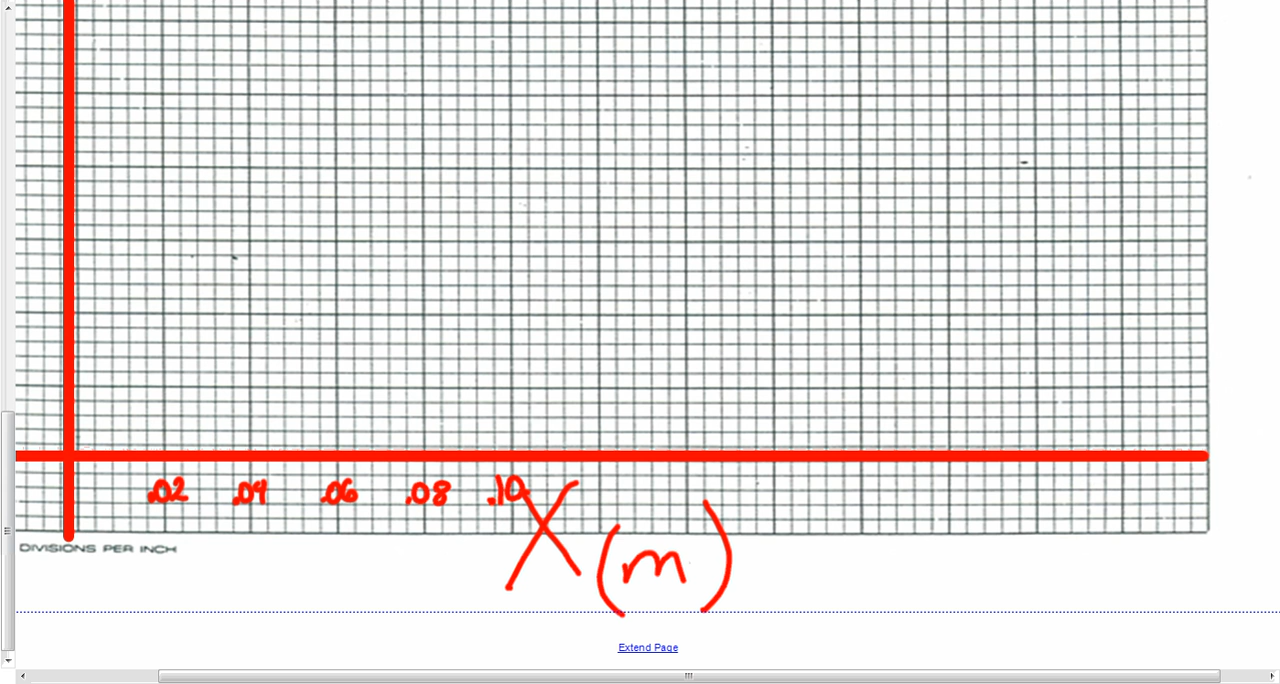 .02 .04 .06 .08 .10
X (m)
DIVISIONS PER INCH
Extend Page